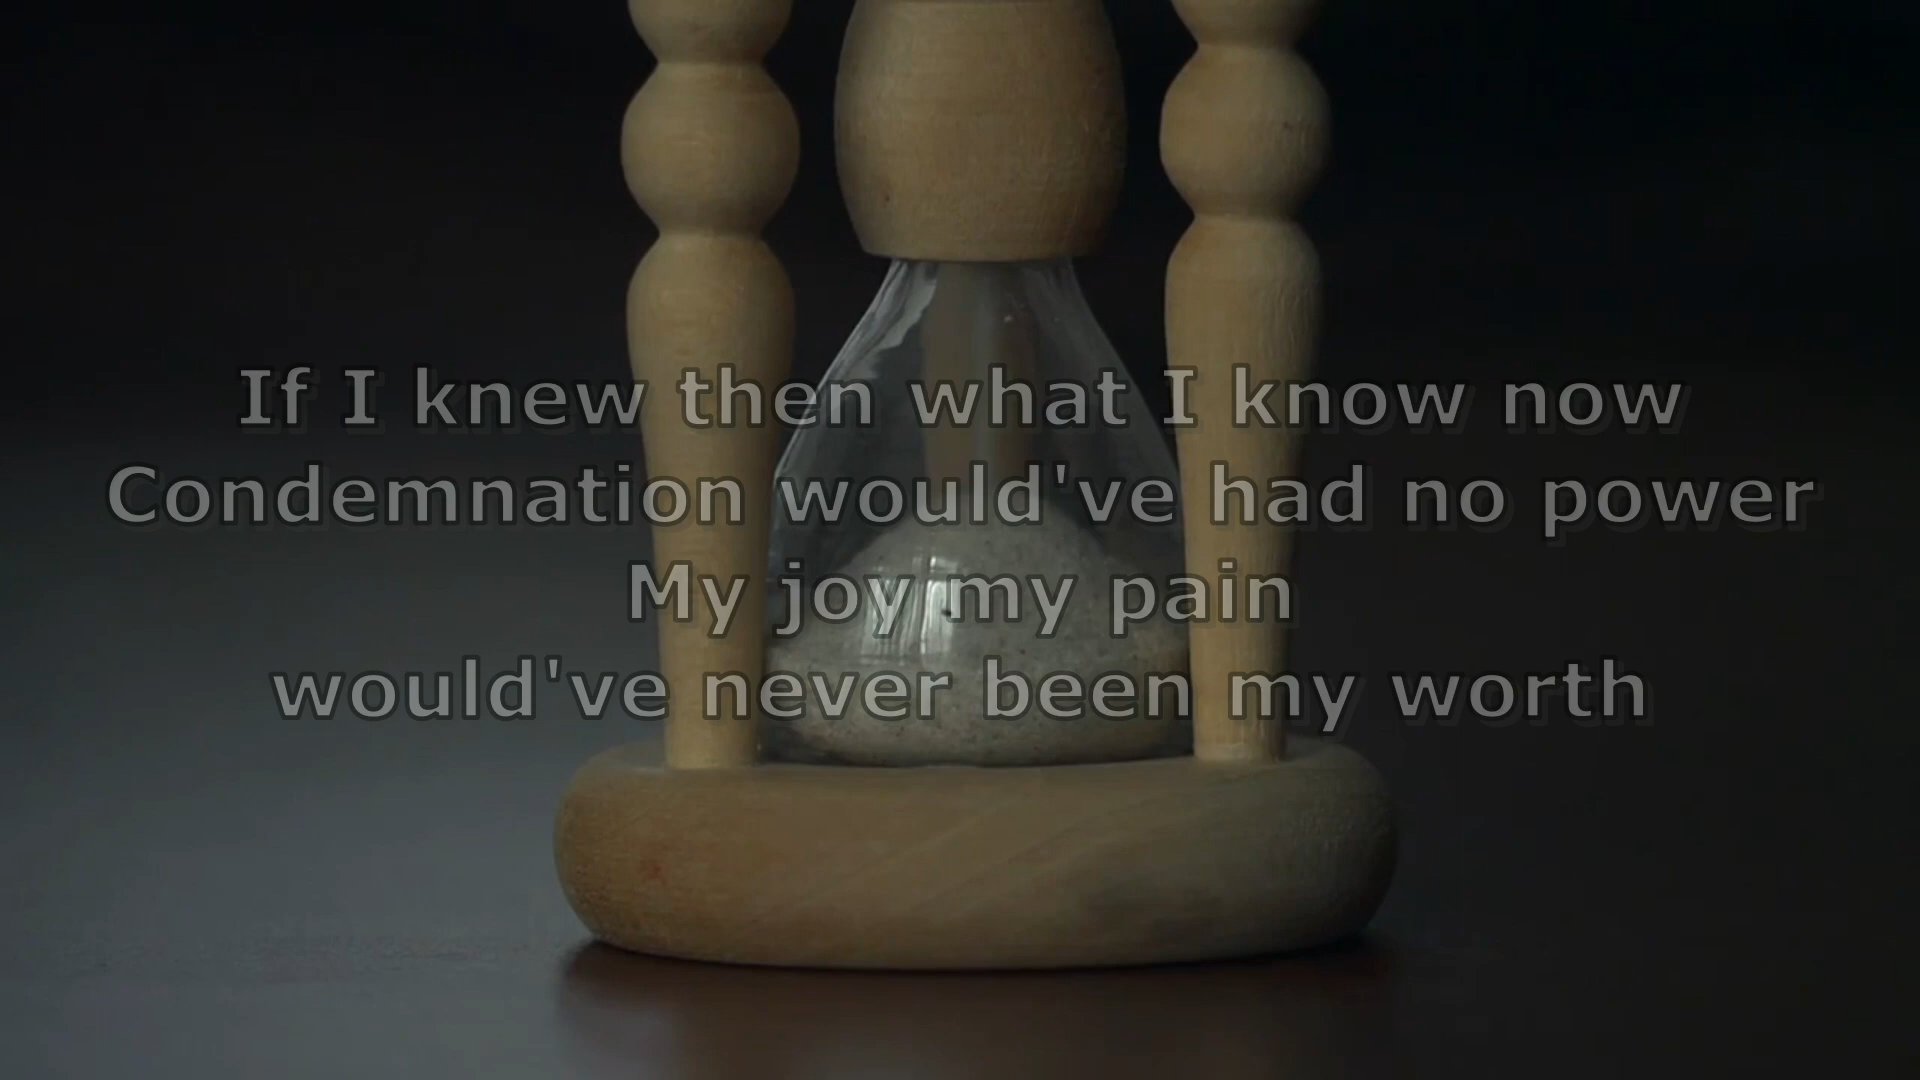 If I knew then what I know now
Condemnation would've had no power
My joy my pain
would've never been my worth